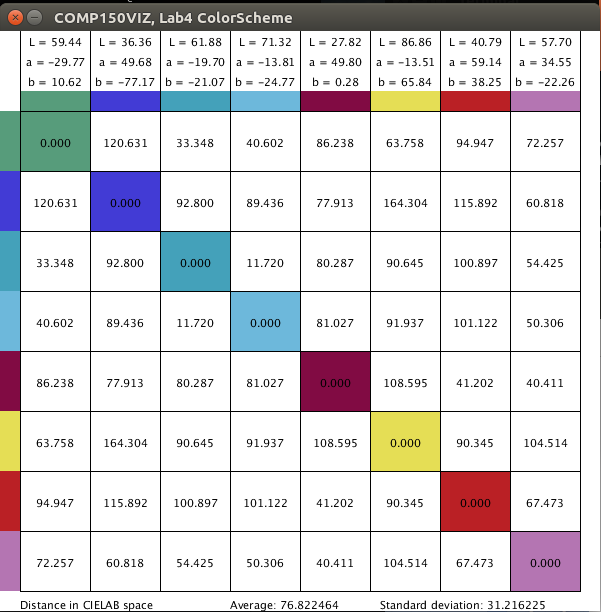 COMP150VIZ, Lab4 ColorScheme
L = 59.44 L = 36.36 L = 61.88 L = 71.32 L = 27.82 L = 86.86 L = 40.79 L = 57.70
a = -29.77 a = 49.68 a = -19.70 a = -13.81 a = 49.80 a = -13.51 a = 59.14 a = 34.55
b = 10.62 b = -77.17 b = -21.07 b = -24.77 b = 0.28 b = 65.84 b = 38.25 b = -22.26
0.000 120.631 33.348 40.602 86.238 63.758 94.947 72.257
120.631 0.000 92.800 89.436 77.913 164.304 115.892 60.818
33.348 92.800 0.000 11.720 80.287 90.645 100.897 54.425
40.602 89.436 11.720 0.000 81.027 91.937 101.122 50.306
86.238 77.913 80.287 81.027 0.000 108.595 41.202 40.411
63.758 164.304 90.645 91.937 108.595 0.000 90.345 104.514
94.947 115.892 100.897 101.122 41.202 90.345 0.000 67.473
72.257 60.818 54.425 50.306 40.411 104.514 67.473 0.000
Distance in CIELAB space Average: 76.822464 Standard deviation: 31.216225